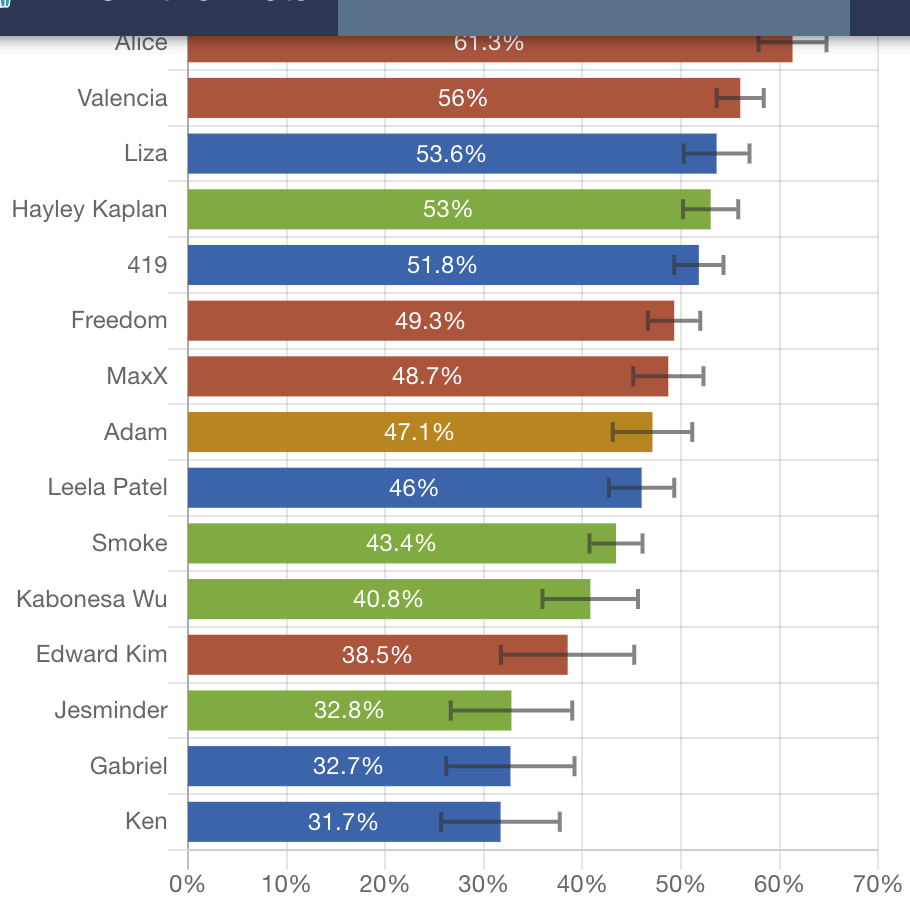 Alice 61.3%
Valencia 56%
Liza 53.6%
Hayley Kaplan 53%
419 51.8%
Freedom 49.3%
MaxX 48.7%
Adam 47.1%
Leela Patel 46%
Smoke 43.4%
Kabonesa Wu 40.8%
Edward Kim 38.5%
Jesminder 32.8%
Gabriel 32.7%
Ken 31.7%
0% 10% 20% 30% 40% 50% 60% 70%